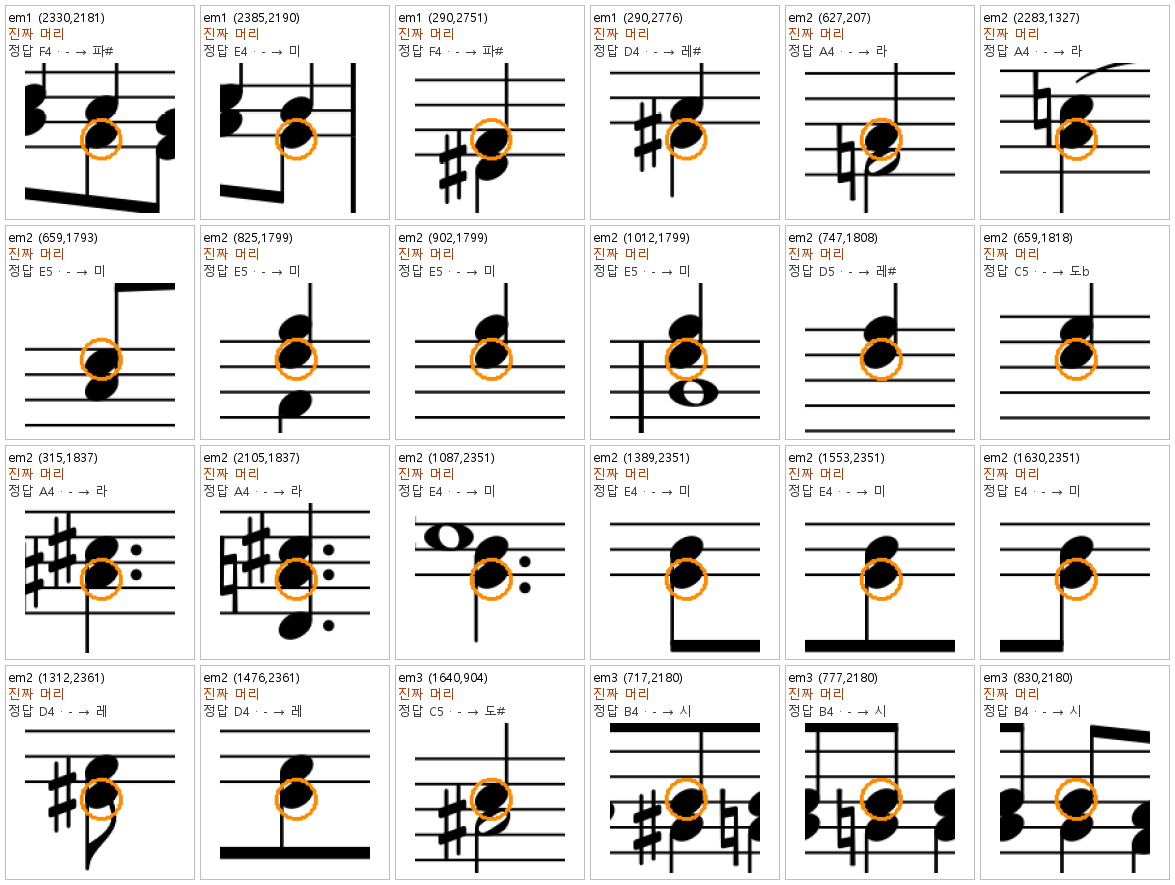 em1 (2330,2181)
진짜 머리
정답 F4 · - → 파#
em1 (2385,2190)
진짜 머리
정답 E4 · - → 미
em1 (290,2751)
진짜 머리
정답 F4 · - → 파#
em1 (290,2776)
진짜 머리
정답 D4 · - → 레#
em2 (627,207)
진짜 머리
정답 A4 · - → 라
em2 (2283,1327)
진짜 머리
정답 A4 · - → 라
em2 (659,1793)
진짜 머리
정답 E5 · - → 미
em2 (825,1799)
진짜 머리
정답 E5 · - → 미
em2 (902,1799)
진짜 머리
정답 E5 · - → 미
em2 (1012,1799)
진짜 머리
정답 E5 · - → 미
em2 (747,1808)
진짜 머리
정답 D5 · - → 레#
em2 (659,1818)
진짜 머리
정답 C5 · - → 도b
em2 (315,1837)
진짜 머리
정답 A4 · - → 라
em2 (2105,1837)
진짜 머리
정답 A4 · - → 라
em2 (1087,2351)
진짜 머리
정답 E4 · - → 미
em2 (1389,2351)
진짜 머리
정답 E4 · - → 미
em2 (1553,2351)
진짜 머리
정답 E4 · - → 미
em2 (1630,2351)
진짜 머리
정답 E4 · - → 미
em2 (1312,2361)
진짜 머리
정답 D4 · - → 레
em2 (1476,2361)
진짜 머리
정답 D4 · - → 레
em3 (1640,904)
진짜 머리
정답 C5 · - → 도#
em3 (717,2180)
진짜 머리
정답 B4 · - → 시
em3 (777,2180)
진짜 머리
정답 B4 · - → 시
em3 (830,2180)
진짜 머리
정답 B4 · - → 시